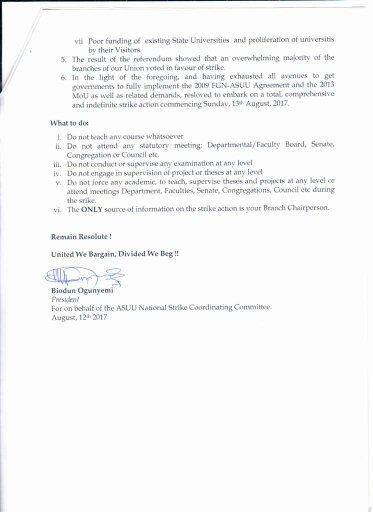 vii Poor funding of existing State Universities and proliferation of universitis
by their Visitors.
5. The result of the referendum showed that an overwhelming majority of the
branches of our Union voted in favour of strike.
6. In the light of the foregoing, and having exhausted all avenues to get
governments to fully implement the 2009 FGN-ASUU Agreement and the 2013
MoU as well as related demands, resloved to embark on a total, comprehensive
and indefinite strike action commencing Sunday, 13th August, 2017.
What to do:
i. Do not teach any course whatsoever
ii. Do not attend any statutory meeting: Departmental/Faculty Board, Senate,
Congregation or Council etc.
iii. Do not conduct or supervise any examination at any level
iv. Do not engage in supervision of project or theses at any level
v. Do not force any academic, to teach, supervise theses and projects at any level or
attend meetings Department, Faculties, Senate, Congregations, Council etc during
the strike.
vi. The ONLY source of information on the strike action is your Branch Chairperson.
Remain Resolute !
United We Bargain, Divided We Beg !!
Biodun Ogunyemi
President
For on behalf of the ASUU National Strike Coordinating Committee.
August, 12th 2017